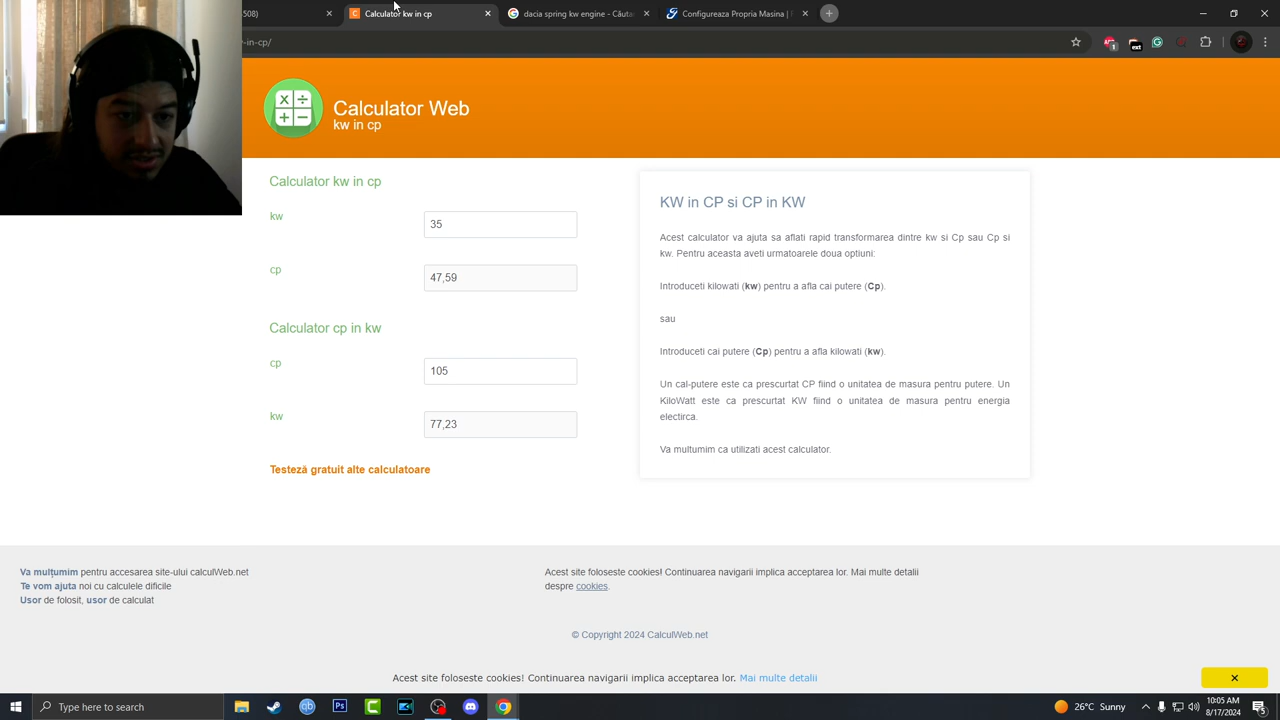 -508)
Calculator kw in cp
dacia spring kw engine - Căuta
Configureaza Propria Masina |
-in-cp/
ext
Calculator Web
kw in cp
Calculator kw in cp
kw
35
cp
47,59
Calculator cp in kw
cp
105
kw
77,23
Testeză gratuit alte calculatoare
KW in CP si CP in KW
Acest calculator va ajuta sa aflati rapid transformarea dintre kw si Cp sau Cp si
kw. Pentru aceasta aveti urmatoarele doua optiuni:
Introduceti kilowati (kw) pentru a afla cai putere (Cp).
sau
Introduceti cai putere (Cp) pentru a afla kilowati (kw).
Un cal-putere este ca prescurtat CP fiind o unitatea de masura pentru putere. Un
KiloWatt este ca prescurtat KW fiind o unitatea de masura pentru energia
electirca.
Va multumim ca utilizati acest calculator.
Va mulțumim pentru accesarea site-ului calculWeb.net
Te vom ajuta noi cu calculele dificile
Usor de folosit, usor de calculat
Acest site foloseste cookies! Continuarea navigarii implica acceptarea lor. Mai multe detalii
despre cookies.
© Copyright 2024 CalculWeb.net
Acest site foloseste cookies! Continuarea navigarii implica acceptarea lor. Mai multe detalii
Type here to search
qb
Ps
26°C Sunny
10:05 AM
8/17/2024